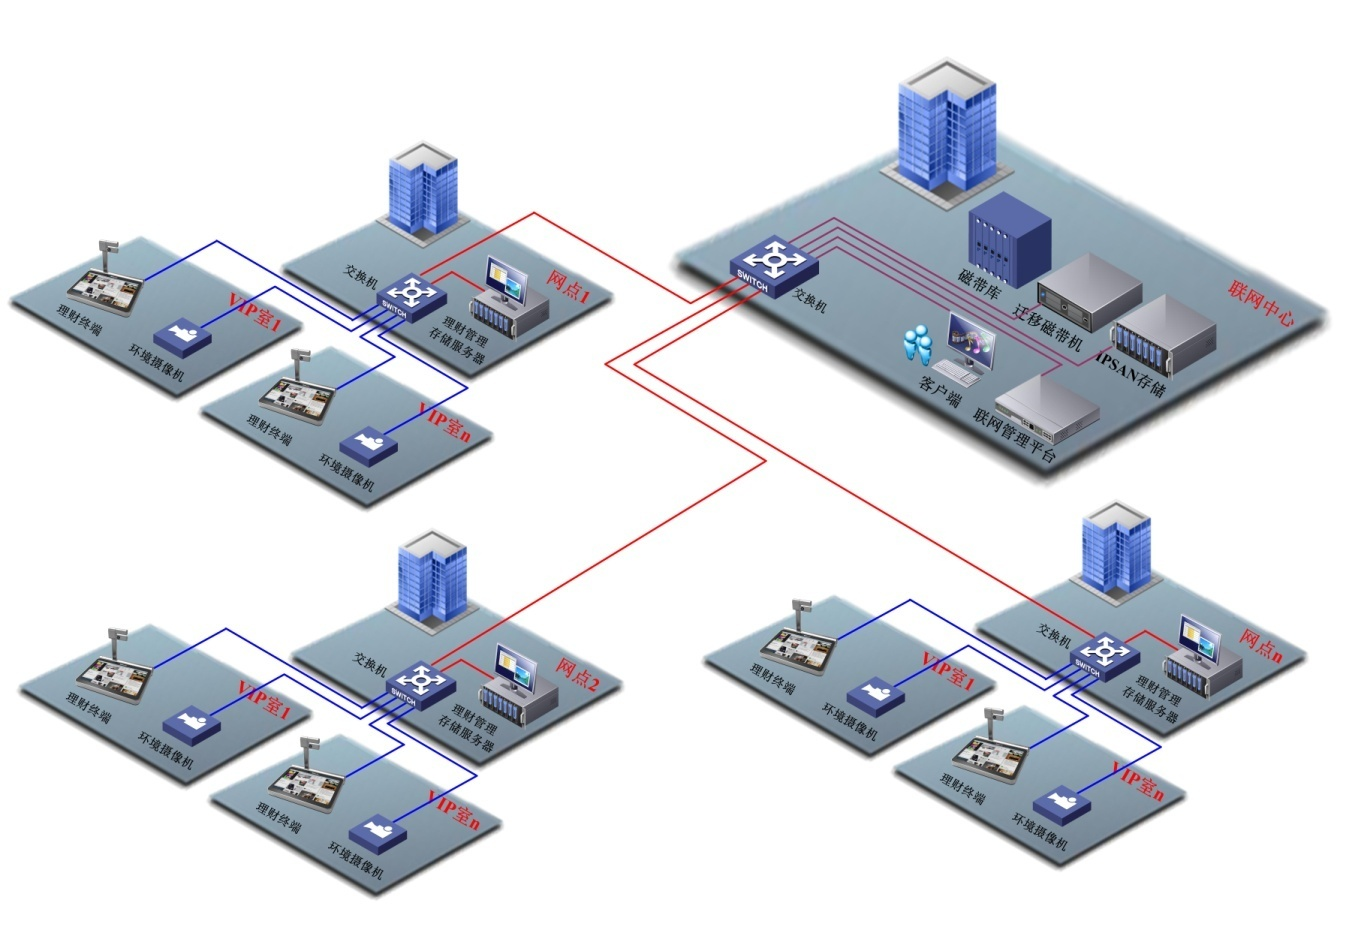 SWITCH
交换机
磁带库
迁移磁带机
IPSAN存储
联网中心
客户端
联网管理平台
交换机
SWITCH
网点1
理财管理
存储服务器
理财终端
VIP室1
环境摄像机
理财终端
VIP室n
环境摄像机
交换机
SWITCH
网点2
理财管理
存储服务器
理财终端
VIP室1
环境摄像机
理财终端
VIP室n
环境摄像机
交换机
SWITCH
网点n
理财管理
存储服务器
理财终端
VIP室1
环境摄像机
理财终端
VIP室n
环境摄像机